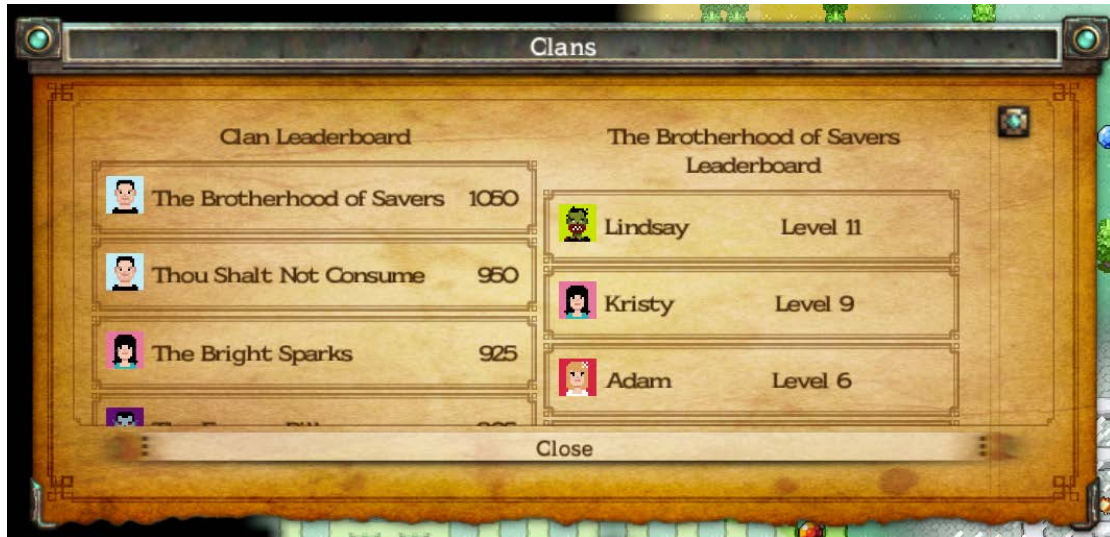 Clans
Clan Leaderboard
The Brotherhood of Savers 1050
Thou Shalt Not Consume 950
The Bright Sparks 925
The Brotherhood of Savers
Leaderboard
Lindsay Level 11
Kristy Level 9
Adam Level 6
Close